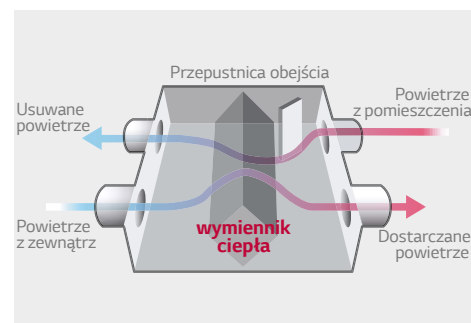 Przepustnica obejścia
Usuwane
powietrze
Powietrze
z pomieszczenia
wymiennik
ciepła
Powietrze
z zewnątrz
Dostarczane
powietrze